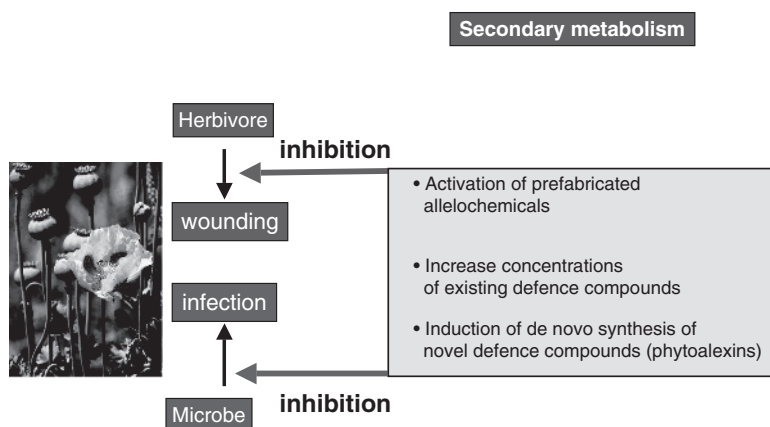 Secondary metabolism
Herbivore
inhibition
wounding
• Activation of prefabricated
allelochemicals
• Increase concentrations
of existing defence compounds
• Induction of de novo synthesis of
novel defence compounds (phytoalexins)
infection
Microbe
inhibition